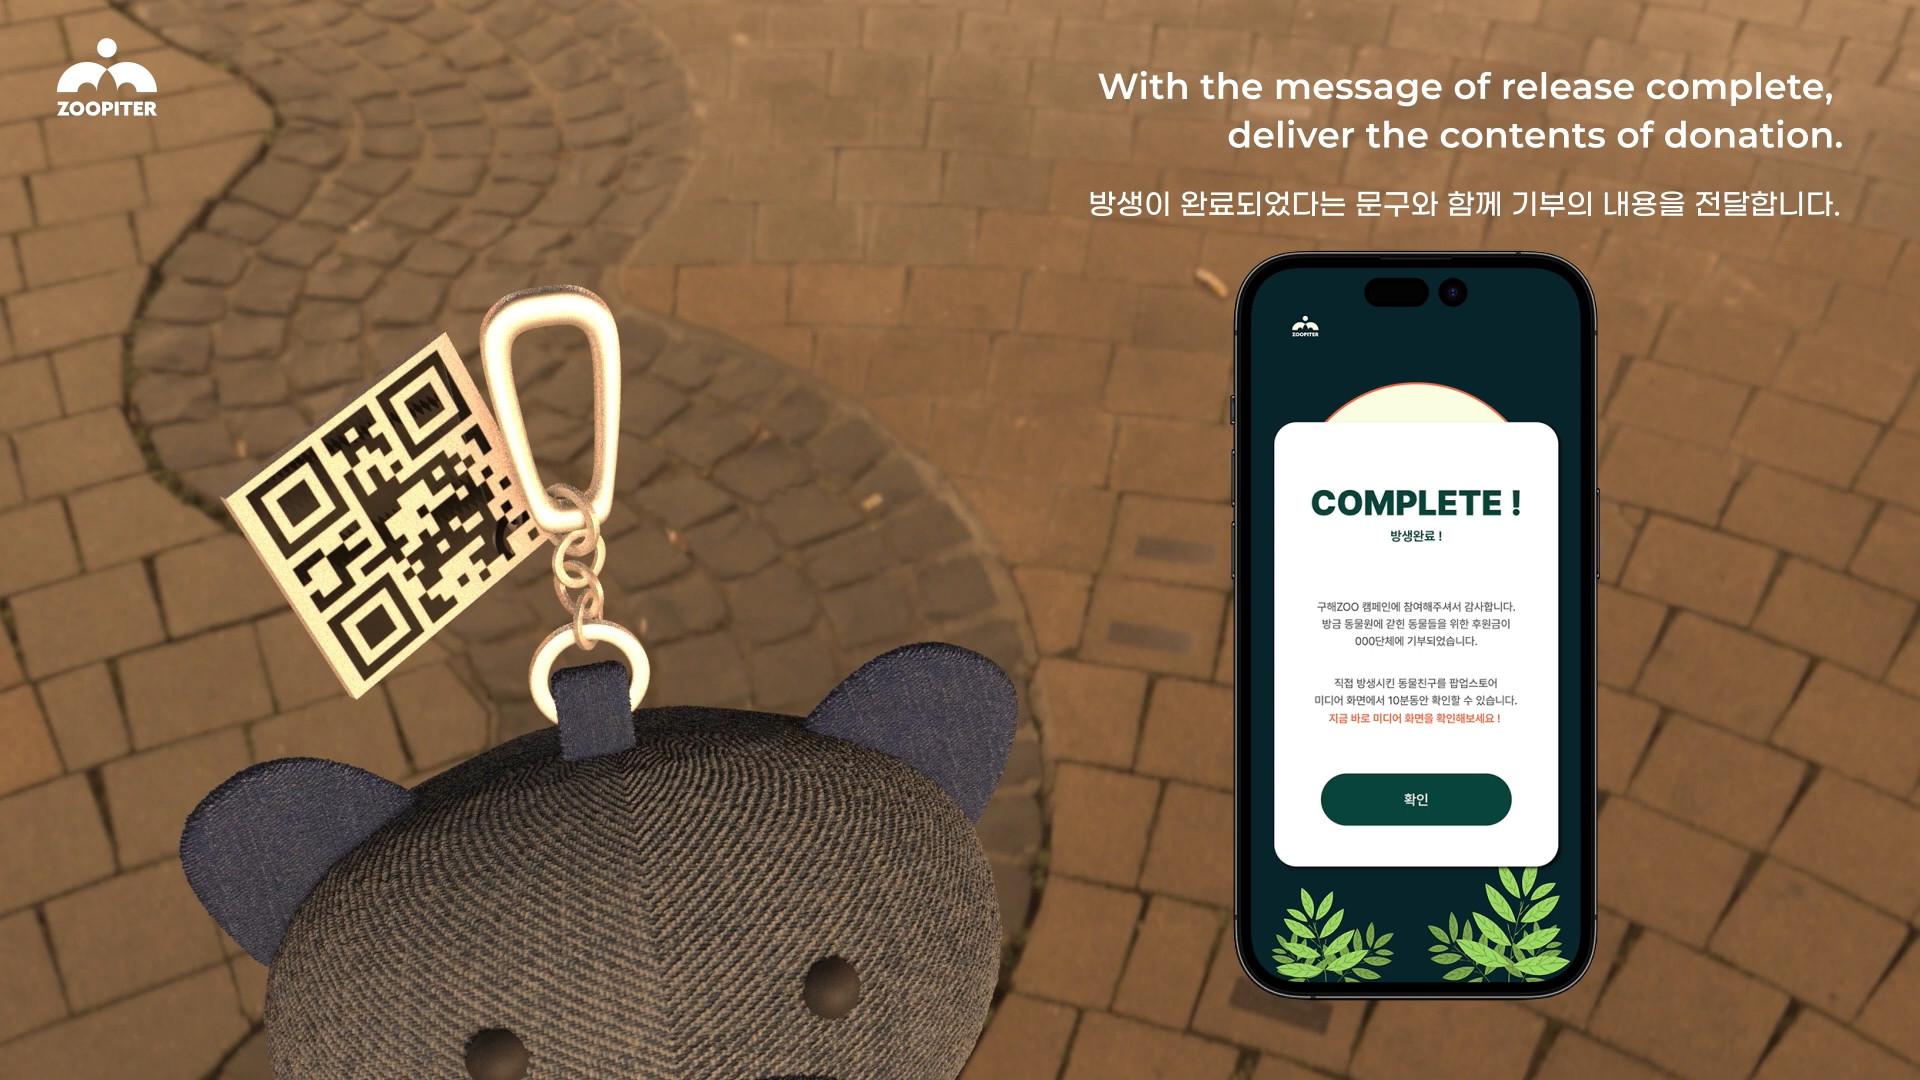 ZOOPITER
With the message of release complete,
deliver the contents of donation.
방생이 완료되었다는 문구와 함께 기부의 내용을 전달합니다.
ZOOPITER
COMPLETE !
방생완료 !
구해ZOO 캠페인에 참여해주셔서 감사합니다.
방금 동물원에 갇힌 동물들을 위한 후원금이
000단체에 기부되었습니다.
직접 방생시킨 동물친구를 팝업스토어
미디어 화면에서 10분동안 확인할 수 있습니다.
지금 바로 미디어 화면을 확인해보세요 !
확인